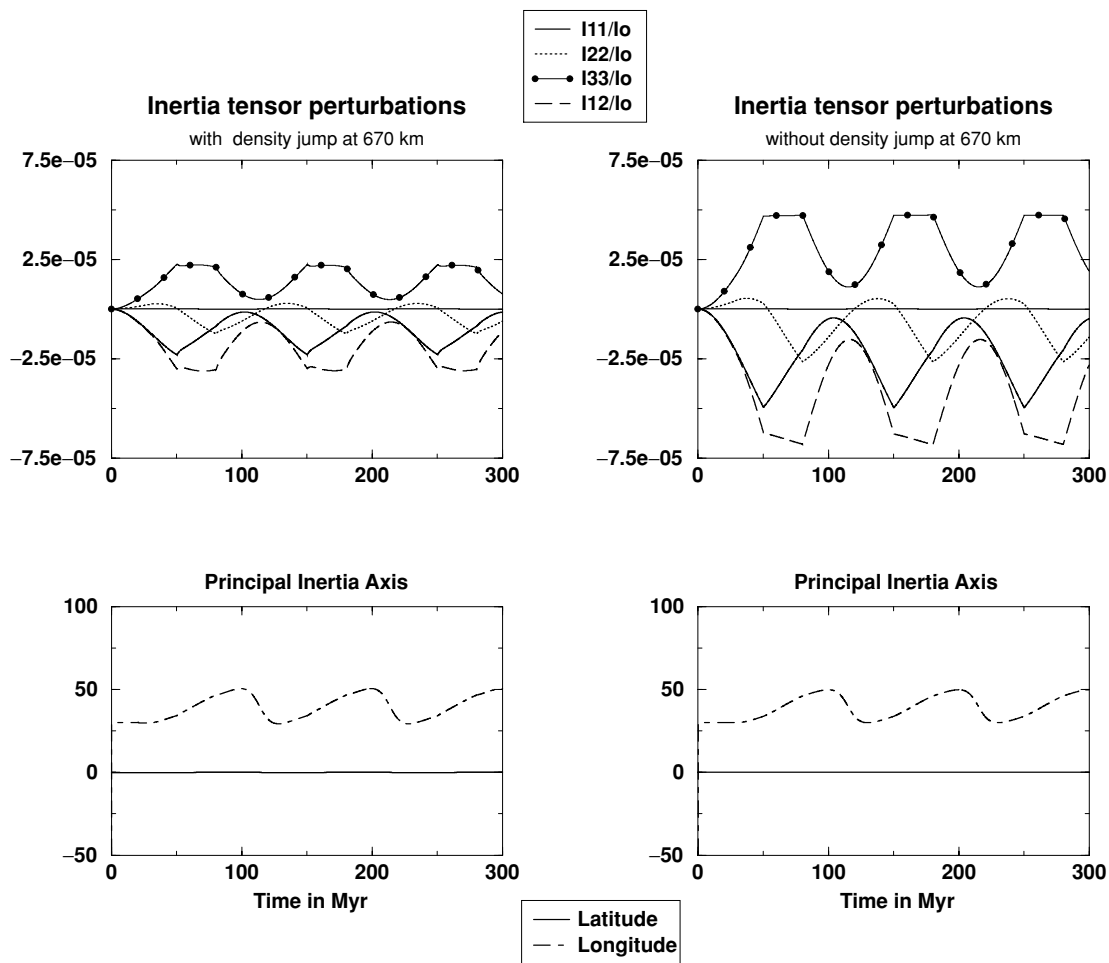 I11/Io
I22/Io
I33/Io
I12/Io
Inertia tensor perturbations
with density jump at 670 km
7.5e−05
2.5e−05
−2.5e−05
−7.5e−05
0 100 200 300
Inertia tensor perturbations
without density jump at 670 km
7.5e−05
2.5e−05
−2.5e−05
−7.5e−05
0 100 200 300
Principal Inertia Axis
100
50
0
−50
0 100 200 300
Time in Myr
Principal Inertia Axis
100
50
0
−50
0 100 200 300
Time in Myr
Latitude
Longitude